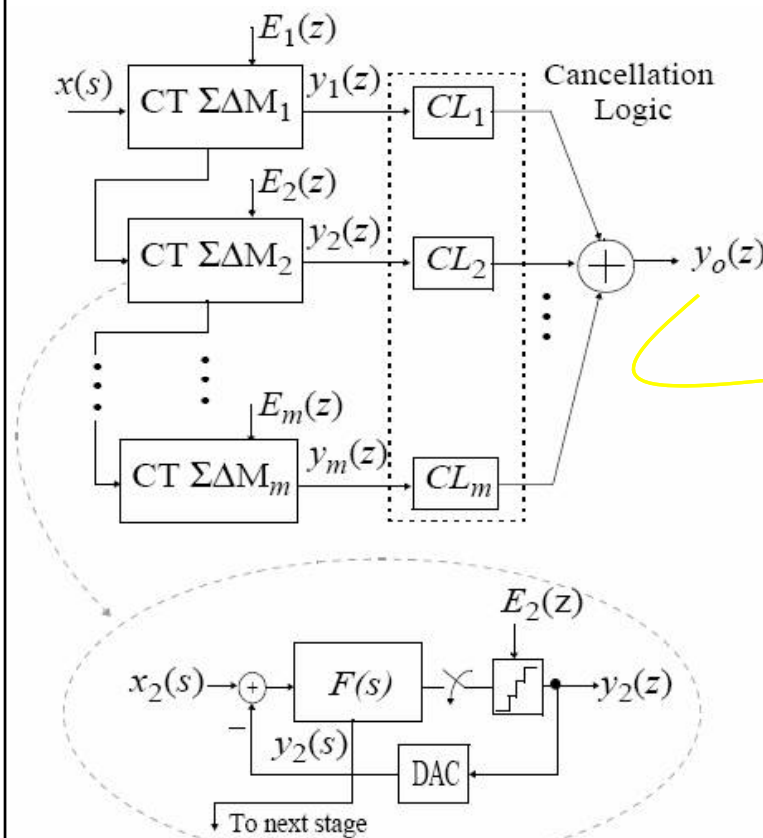 E₁(z)
x(s)
CT ΣΔM₁
y₁(z)
CL₁
Cancellation
Logic
E₂(z)
CT ΣΔM₂
y₂(z)
CL₂
+
yₒ(z)
Eₘ(z)
CT ΣΔMₘ
yₘ(z)
CLₘ
E₂(z)
x₂(s)
+
F(s)
y₂(z)
−
y₂(s)
DAC
To next stage